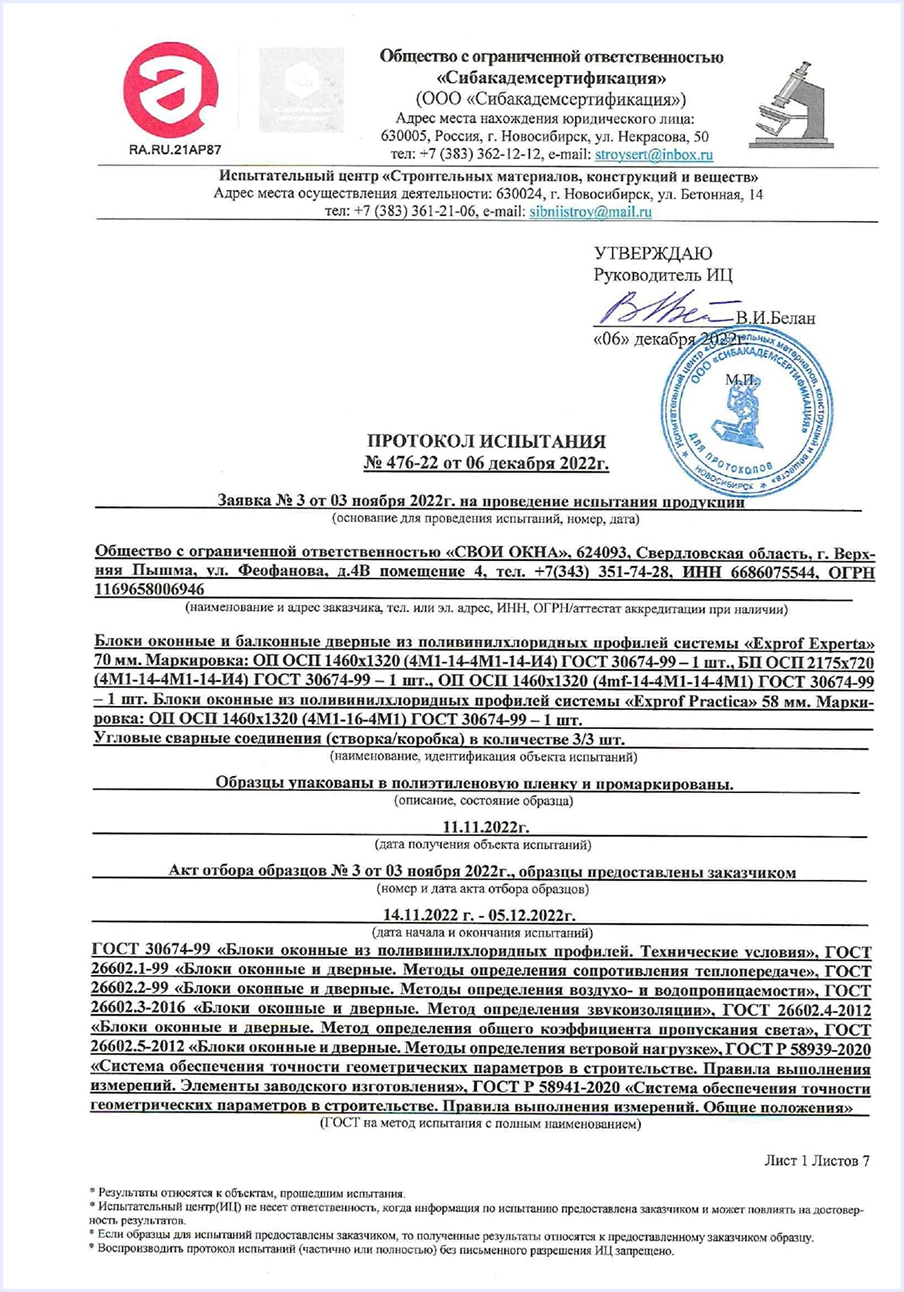 RA.RU.21АР87
Общество с ограниченной ответственностью
«Сибакадемсертификация»
(ООО «Сибакадемсертификация»)
Адрес места нахождения юридического лица:
630005, Россия, г. Новосибирск, ул. Некрасова, 50
тел: +7 (383) 362-12-12, e-mail: stroysert@inbox.ru
Испытательный центр «Строительных материалов, конструкций и веществ»
Адрес места осуществления деятельности: 630024, г. Новосибирск, ул. Бетонная, 14
тел: +7 (383) 361-21-06, e-mail: sibniistroy@mail.ru
УТВЕРЖДАЮ
Руководитель ИЦ
В.И.Белан
«06» декабря 2022г.
М.П.
Испытательный центр «Строительных материалов, конструкций и веществ»
ООО «СИБАКАДЕМСЕРТИФИКАЦИЯ»
ДЛЯ ПРОТОКОЛОВ
НОВОСИБИРСК
ПРОТОКОЛ ИСПЫТАНИЯ
№ 476-22 от 06 декабря 2022г.
Заявка № 3 от 03 ноября 2022г. на проведение испытания продукции
(основание для проведения испытаний, номер, дата)
Общество с ограниченной ответственностью «СВОИ ОКНА», 624093, Свердловская область, г. Верх-
няя Пышма, ул. Феофанова, д.4В помещение 4, тел. +7(343) 351-74-28, ИНН 6686075544, ОГРН
1169658006946
(наименование и адрес заказчика, тел. или эл. адрес, ИНН, ОГРН/аттестат аккредитации при наличии)
Блоки оконные и балконные дверные из поливинилхлоридных профилей системы «Exprof Experta»
70 мм. Маркировка: ОП ОСП 1460х1320 (4М1-14-4М1-14-И4) ГОСТ 30674-99 – 1 шт., БП ОСП 2175х720
(4М1-14-4М1-14-И4) ГОСТ 30674-99 – 1 шт., ОП ОСП 1460х1320 (4mf-14-4М1-14-4М1) ГОСТ 30674-99
– 1 шт. Блоки оконные из поливинилхлоридных профилей системы «Exprof Practica» 58 мм. Марки-
ровка: ОП ОСП 1460х1320 (4М1-16-4М1) ГОСТ 30674-99 – 1 шт.
Угловые сварные соединения (створка/коробка) в количестве 3/3 шт.
(наименование, идентификация объекта испытаний)
Образцы упакованы в полиэтиленовую пленку и промаркированы.
(описание, состояние образца)
11.11.2022г.
(дата получения объекта испытаний)
Акт отбора образцов № 3 от 03 ноября 2022г., образцы предоставлены заказчиком
(номер и дата акта отбора образцов)
14.11.2022 г. - 05.12.2022г.
(дата начала и окончания испытаний)
ГОСТ 30674-99 «Блоки оконные из поливинилхлоридных профилей. Технические условия», ГОСТ
26602.1-99 «Блоки оконные и дверные. Методы определения сопротивления теплопередаче», ГОСТ
26602.2-99 «Блоки оконные и дверные. Методы определения воздухо- и водопроницаемости», ГОСТ
26602.3-2016 «Блоки оконные и дверные. Метод определения звукоизоляции», ГОСТ 26602.4-2012
«Блоки оконные и дверные. Метод определения общего коэффициента пропускания света», ГОСТ
26602.5-2012 «Блоки оконные и дверные. Методы определения ветровой нагрузке», ГОСТ Р 58939-2020
«Система обеспечения точности геометрических параметров в строительстве. Правила выполнения
измерений. Элементы заводского изготовления», ГОСТ Р 58941-2020 «Система обеспечения точности
геометрических параметров в строительстве. Правила выполнения измерений. Общие положения»
(ГОСТ на метод испытания с полным наименованием)
Лист 1 Листов 7
* Результаты относятся к объектам, прошедшим испытания.
* Испытательный центр(ИЦ) не несет ответственность, когда информация по испытанию предоставлена заказчиком и может повлиять на достовер-
ность результатов.
* Если образцы для испытаний предоставлены заказчиком, то полученные результаты относятся к предоставленному заказчиком образцу.
* Воспроизводить протокол испытаний (частично или полностью) без письменного разрешения ИЦ запрещено.